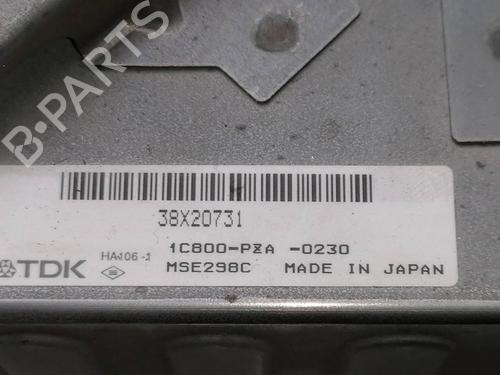 B-PARTS
38X20731
1C800-PZA -0230
TDK HA106-1
MSE298C MADE IN JAPAN